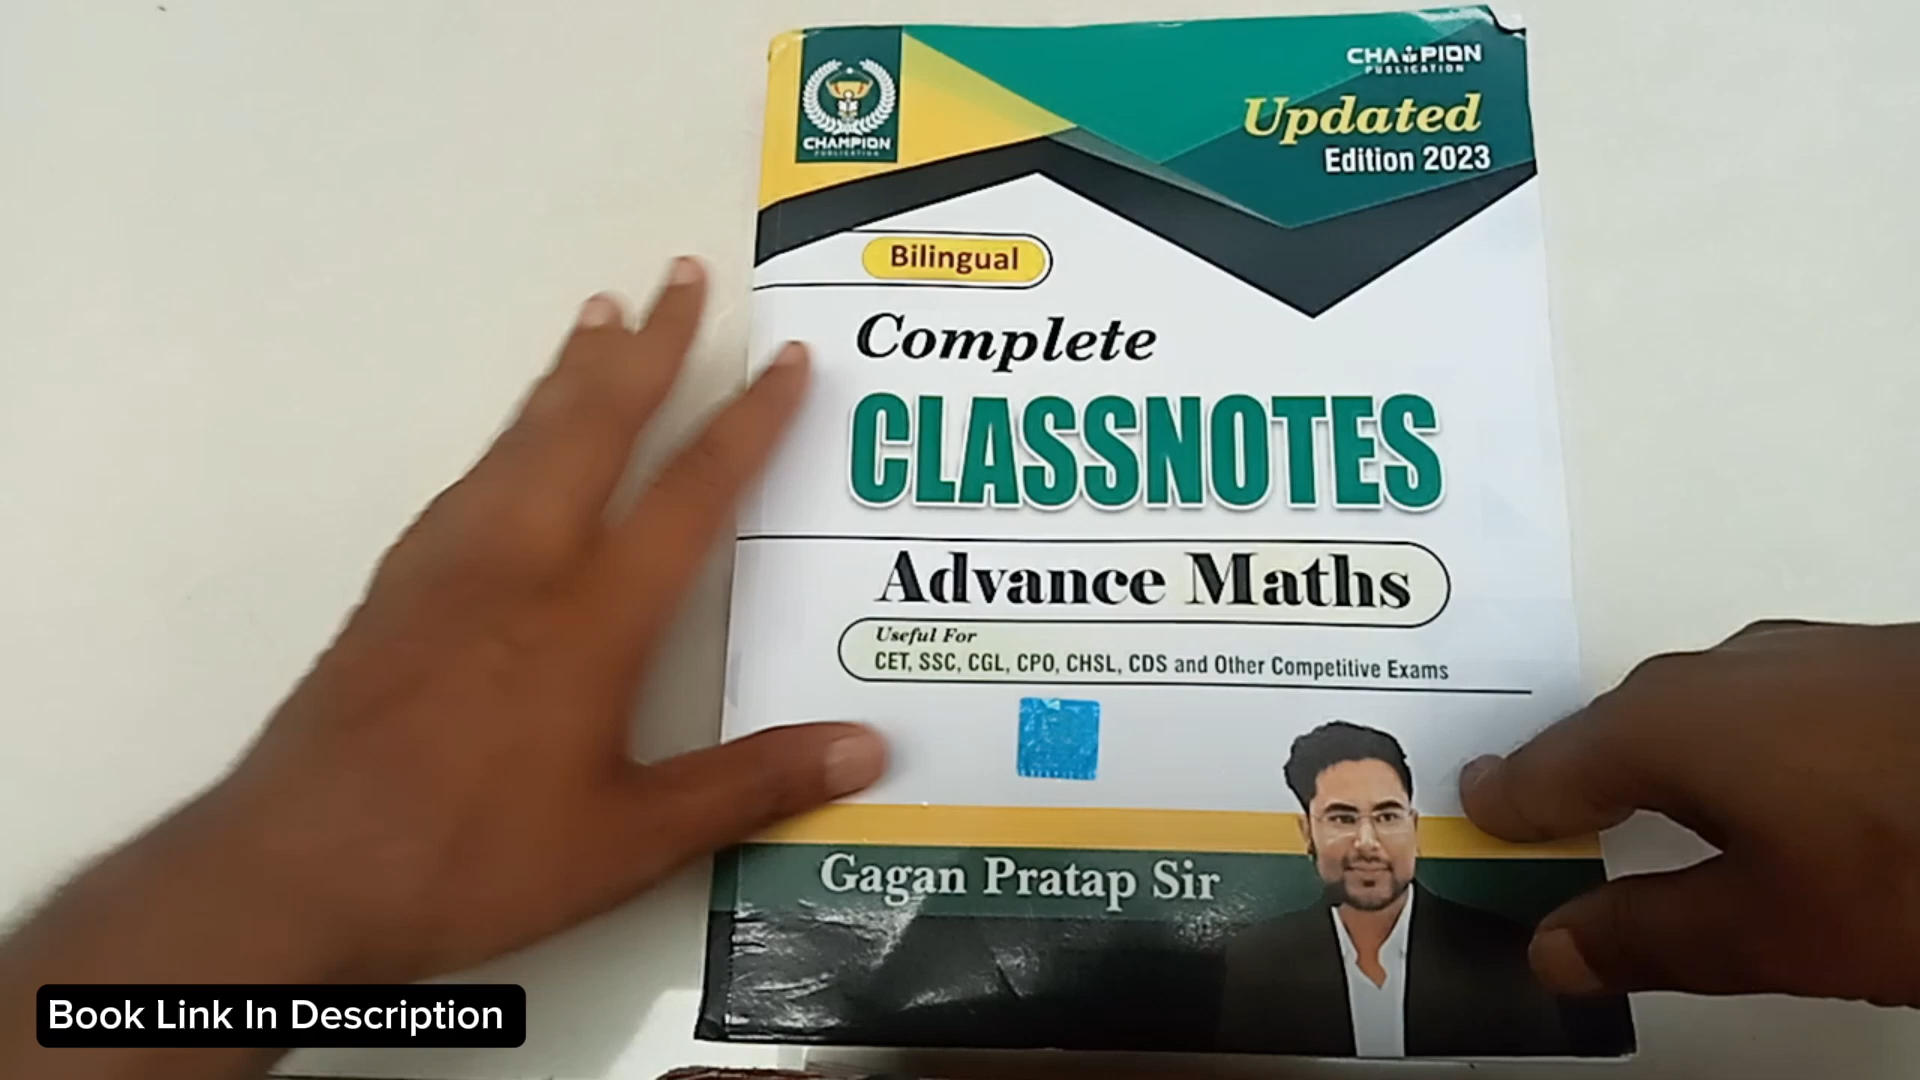 CHAMPION
PUBLICATION
CHAMPION
PUBLICATION
Updated
Edition 2023
Bilingual
Complete
CLASSNOTES
Advance Maths
Useful For
CET, SSC, CGL, CPO, CHSL, CDS and Other Competitive Exams
Gagan Pratap Sir
Book Link In Description